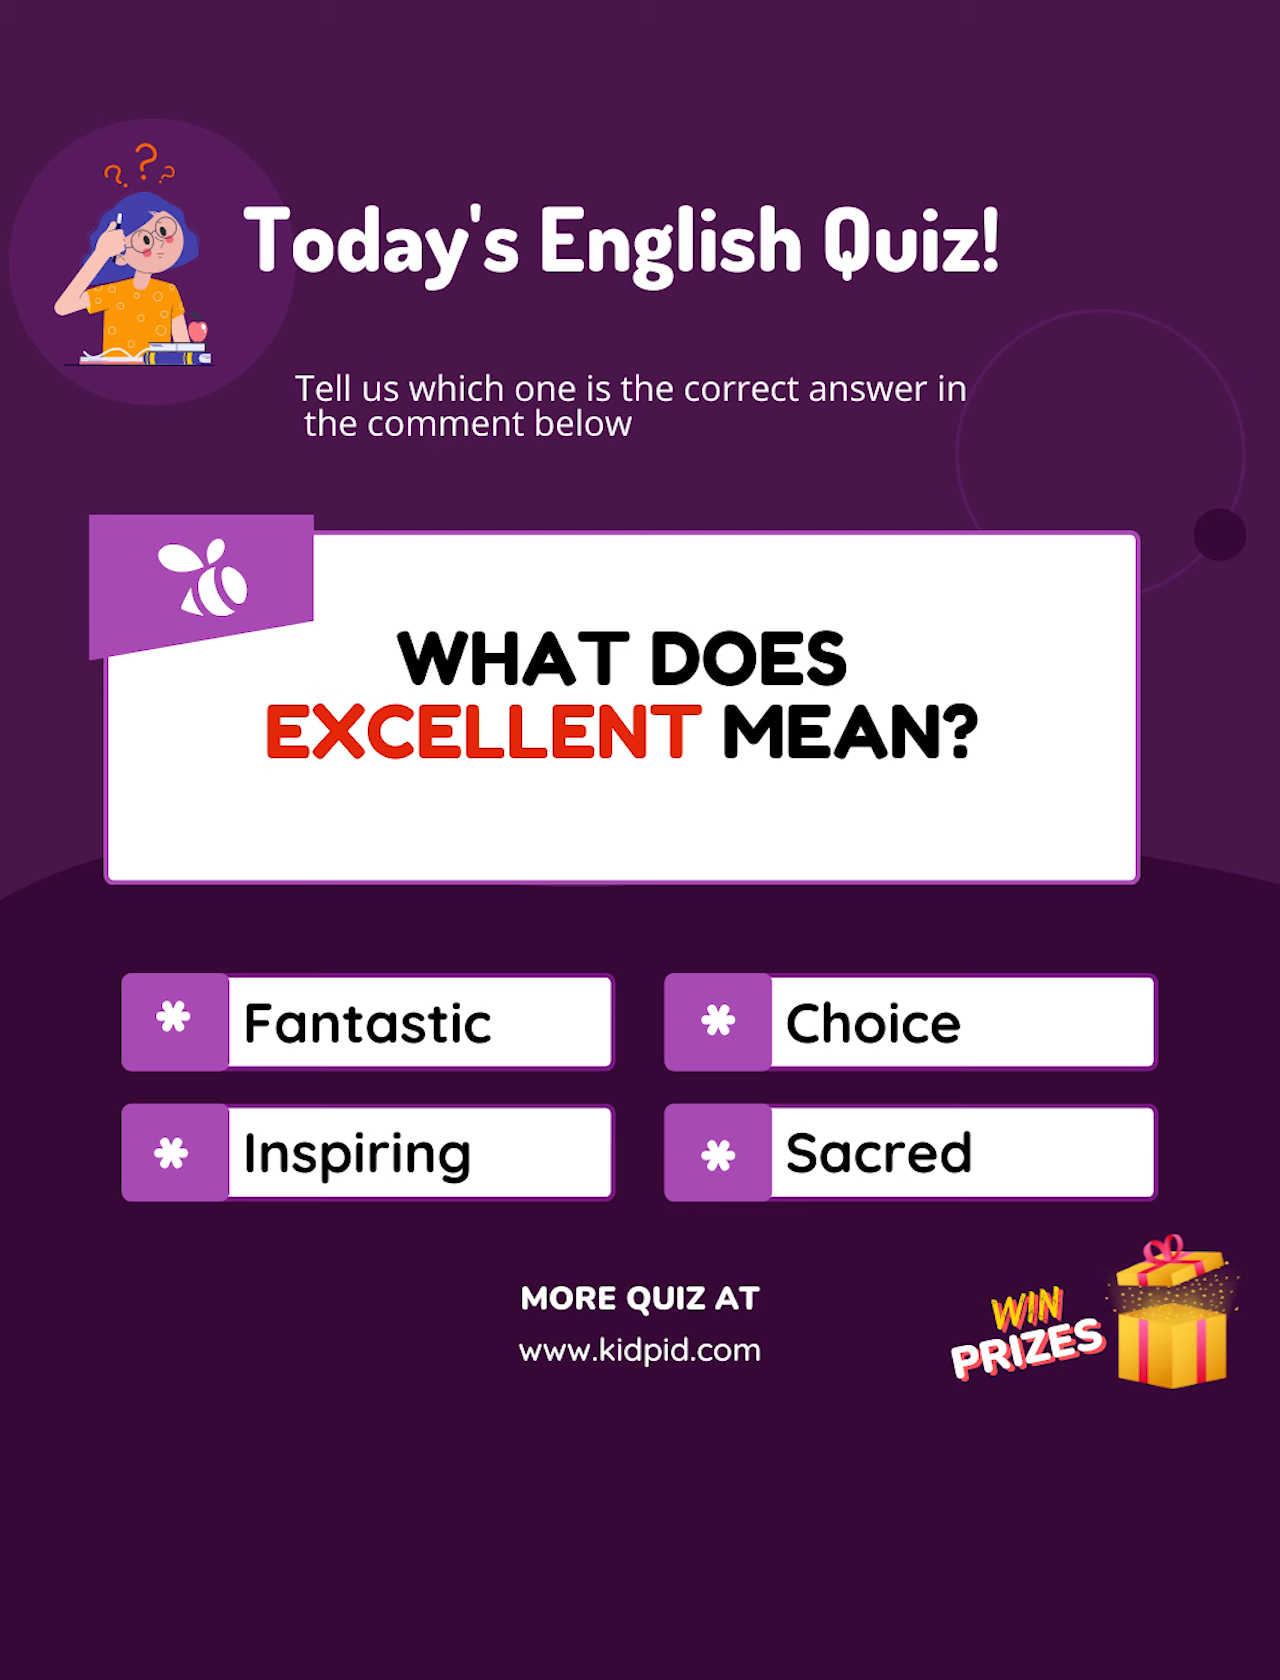 Today's English Quiz!
Tell us which one is the correct answer in
the comment below
WHAT DOES
EXCELLENT MEAN?
* Fantastic
* Choice
* Inspiring
* Sacred
MORE QUIZ AT
www.kidpid.com
WIN
PRIZES